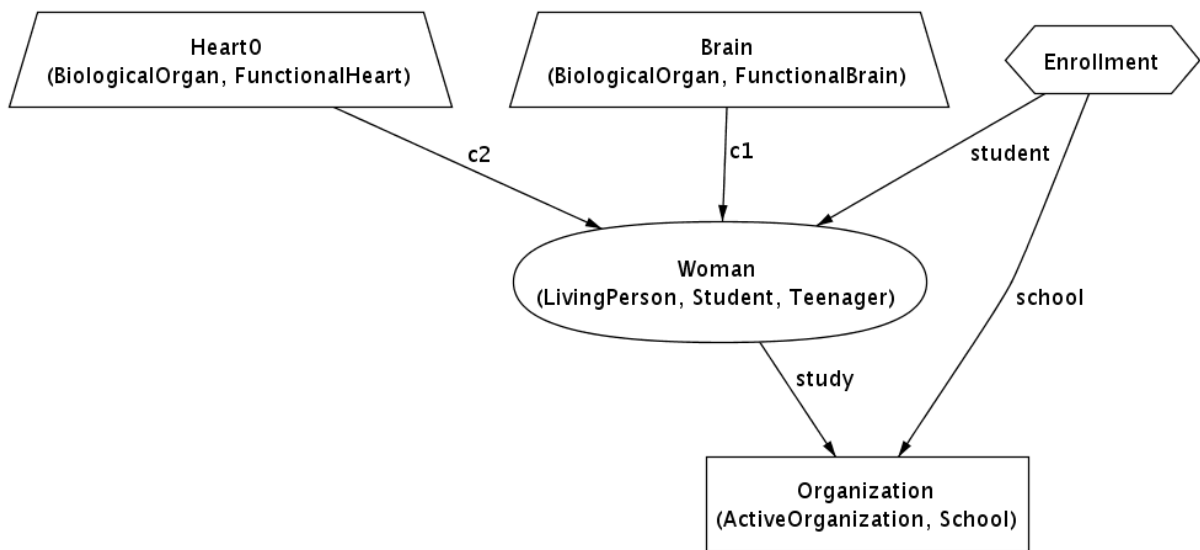 Heart0
(BiologicalOrgan, FunctionalHeart)
Brain
(BiologicalOrgan, FunctionalBrain)
Enrollment
c2
c1
student
Woman
(LivingPerson, Student, Teenager)
school
study
Organization
(ActiveOrganization, School)